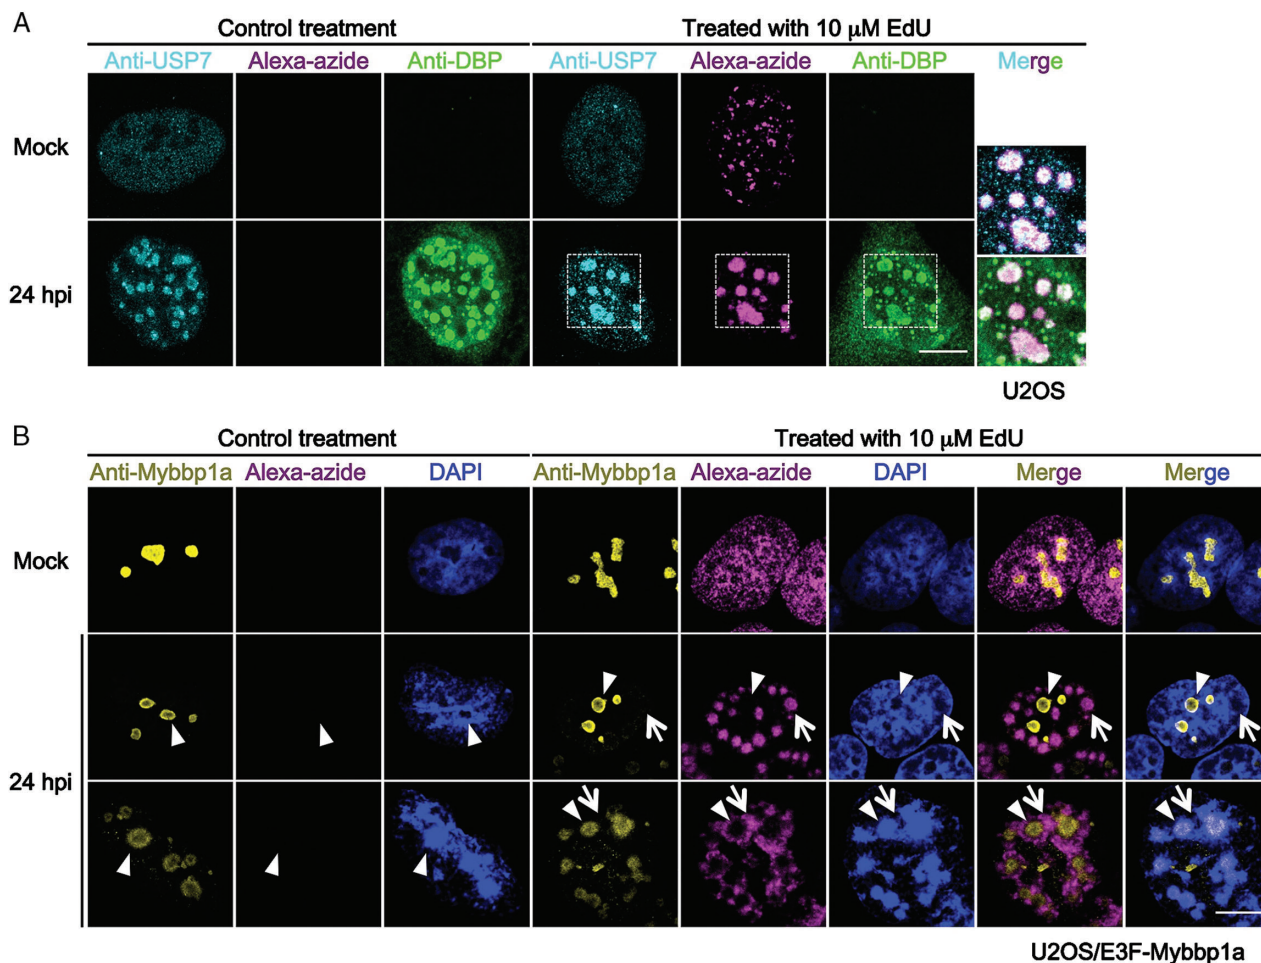 A
Control treatment Treated with 10 μM EdU
Anti-USP7 Alexa-azide Anti-DBP Anti-USP7 Alexa-azide Anti-DBP Merge
Mock
24 hpi
U2OS
B
Control treatment Treated with 10 μM EdU
Anti-Mybbp1a Alexa-azide DAPI Anti-Mybbp1a Alexa-azide DAPI Merge Merge
Mock
24 hpi
U2OS/E3F-Mybbp1a